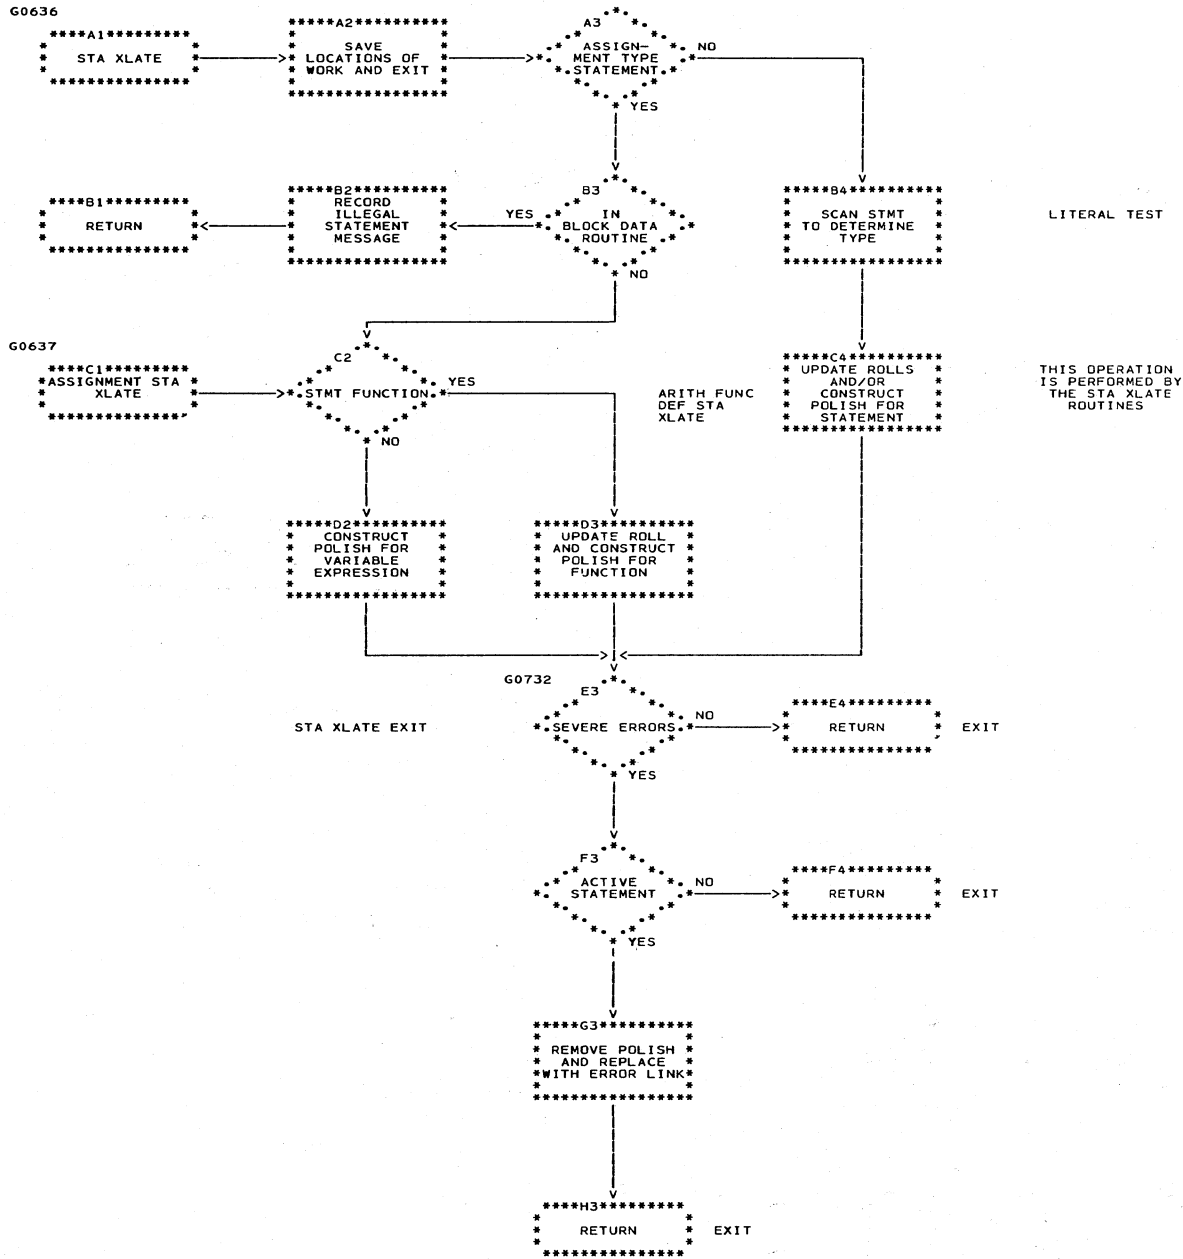 G0636
A1
STA XLATE
A2
SAVE
LOCATIONS OF
WORK AND EXIT
A3
ASSIGN-
MENT TYPE
STATEMENT
NO
YES
B1
RETURN
B2
RECORD
ILLEGAL
STATEMENT
MESSAGE
YES
B3
IN
BLOCK DATA
ROUTINE
NO
B4
SCAN STMT
TO DETERMINE
TYPE
LITERAL TEST
G0637
C1
ASSIGNMENT STA
XLATE
C2
STMT FUNCTION
YES
NO
ARITH FUNC
DEF STA
XLATE
C4
UPDATE ROLLS
AND/OR
CONSTRUCT
POLISH FOR
STATEMENT
THIS OPERATION
IS PERFORMED BY
THE STA XLATE
ROUTINES
D2
CONSTRUCT
POLISH FOR
VARIABLE
EXPRESSION
D3
UPDATE ROLL
AND CONSTRUCT
POLISH FOR
FUNCTION
G0732
STA XLATE EXIT
E3
SEVERE ERRORS
NO
YES
E4
RETURN
EXIT
F3
ACTIVE
STATEMENT
NO
YES
F4
RETURN
EXIT
G3
REMOVE POLISH
AND REPLACE
WITH ERROR LINK
H3
RETURN
EXIT